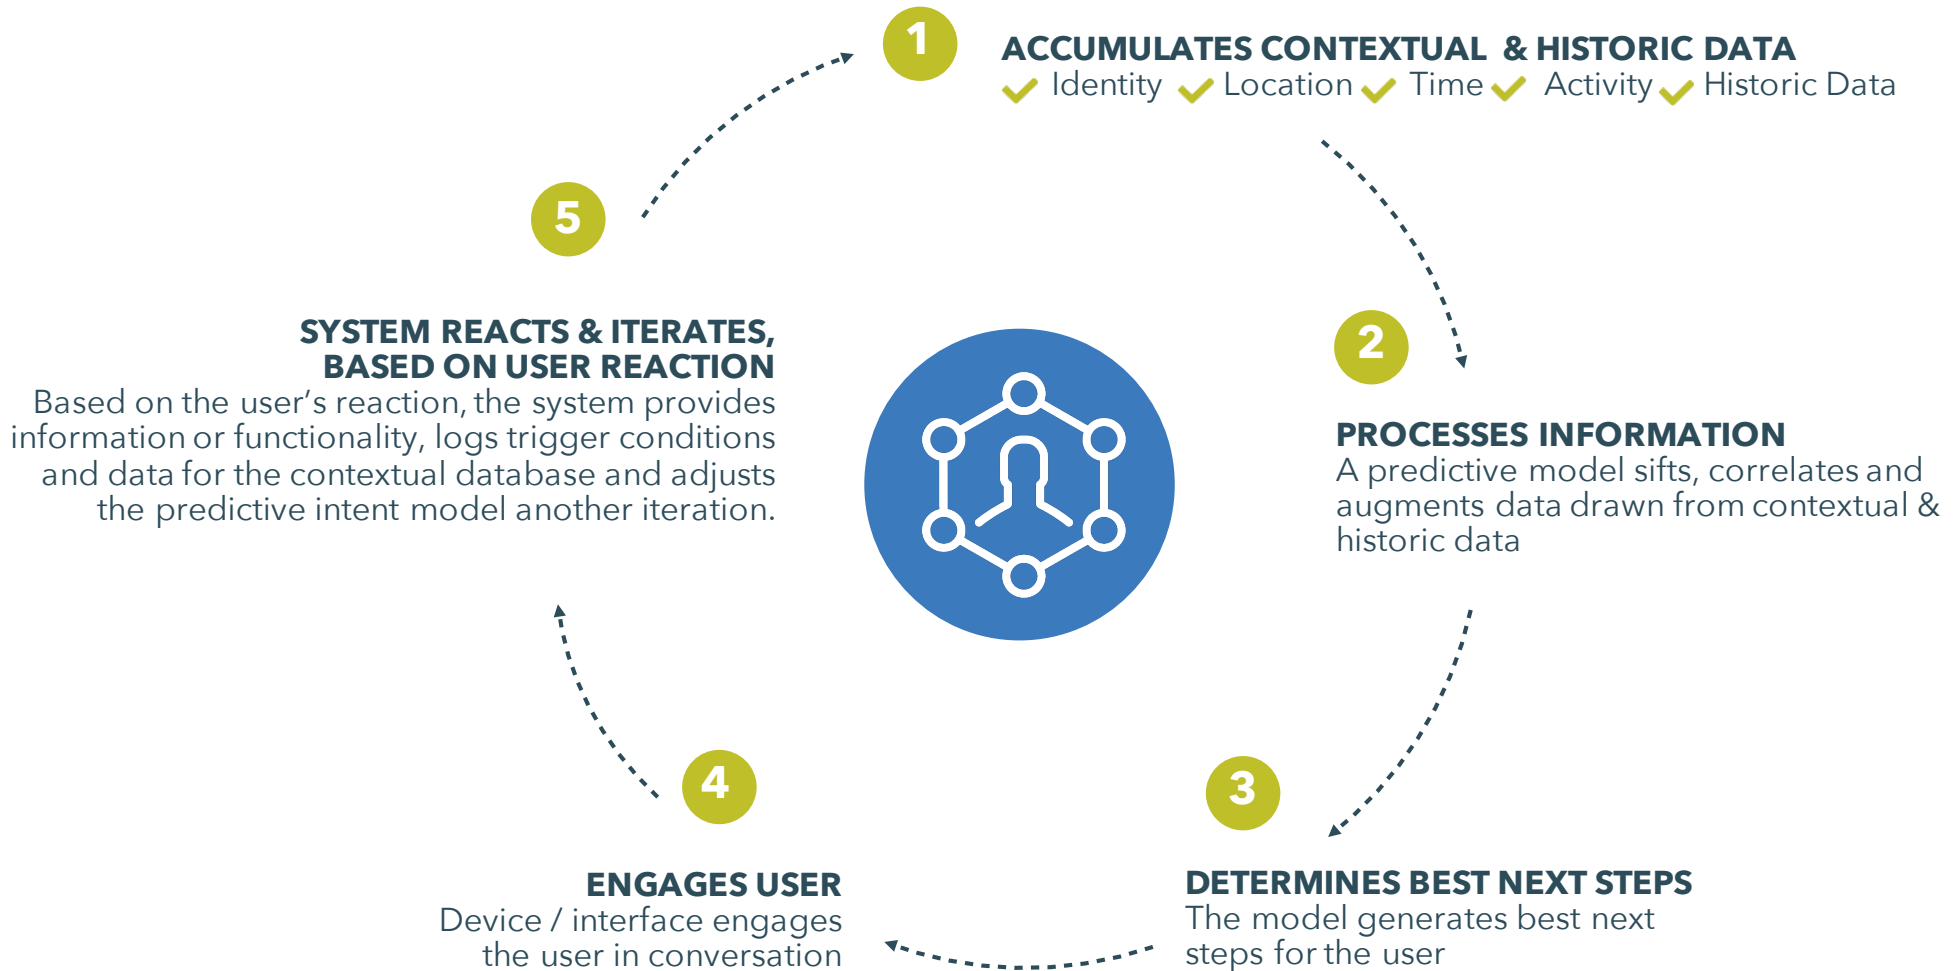 1
ACCUMULATES CONTEXTUAL & HISTORIC DATA
Identity Location Time Activity Historic Data
2
PROCESSES INFORMATION
A predictive model sifts, correlates and
augments data drawn from contextual &
historic data
3
DETERMINES BEST NEXT STEPS
The model generates best next
steps for the user
4
ENGAGES USER
Device / interface engages
the user in conversation
5
SYSTEM REACTS & ITERATES,
BASED ON USER REACTION
Based on the user’s reaction, the system provides
information or functionality, logs trigger conditions
and data for the contextual database and adjusts
the predictive intent model another iteration.